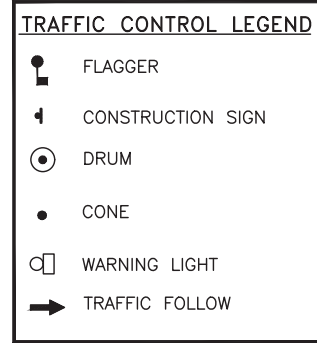 TRAFFIC CONTROL LEGEND
FLAGGER
CONSTRUCTION SIGN
DRUM
CONE
WARNING LIGHT
TRAFFIC FOLLOW